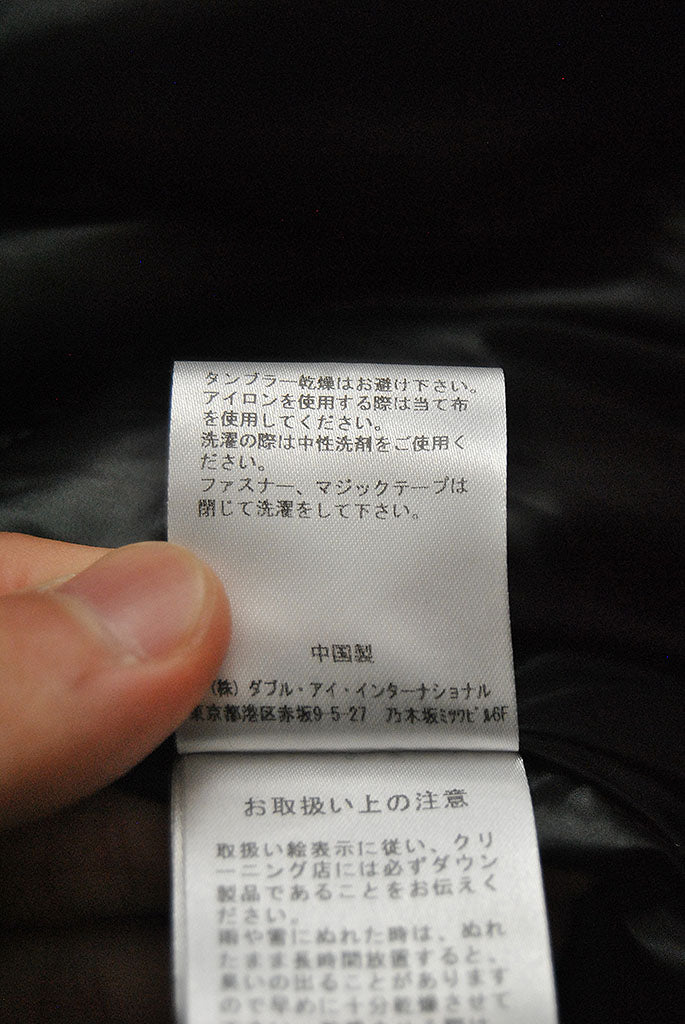 タンブラー乾燥はお避け下さい。
アイロンを使用する際は当て布
を使用してください。
洗濯の際は中性洗剤をご使用く
ださい。
ファスナー、マジックテープは
閉じて洗濯をして下さい。
中国製
(株) ダブル・アイ・インターナショナル
東京都港区赤坂9-5-27 乃木坂ミツワビル6F
お取扱い上の注意
取扱い絵表示に従い、クリ
ーニング店には必ずダウン
製品であることをお伝えく
ださい。
雨や雪にぬれた時は、ぬれ
たまま長時間放置すると、
臭いの出ることがあります
ので早めに十分乾燥させて